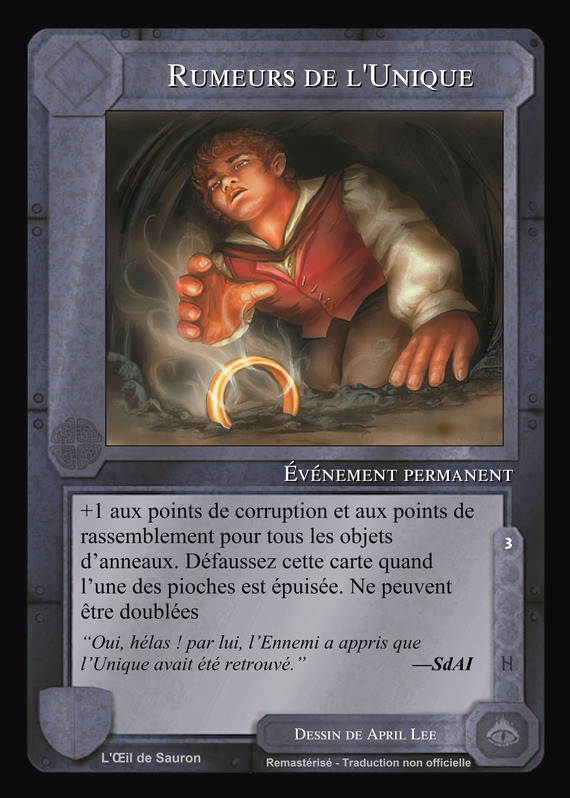 Rumeurs de l'Unique
Événement permanent
+1 aux points de corruption et aux points de
rassemblement pour tous les objets
d’anneaux. Défaussez cette carte quand
l’une des pioches est épuisée. Ne peuvent
être doublées
“Oui, hélas ! par lui, l’Ennemi a appris que
l’Unique avait été retrouvé.” —SdAI
3
H
Dessin de April Lee
L'Œil de Sauron
Remastérisé - Traduction non officielle